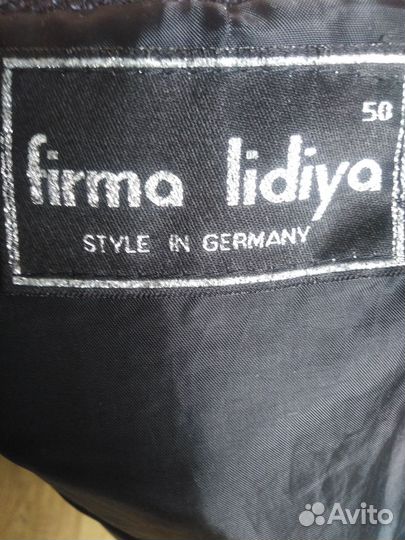 50
firma lidiya
STYLE IN GERMANY
Avito